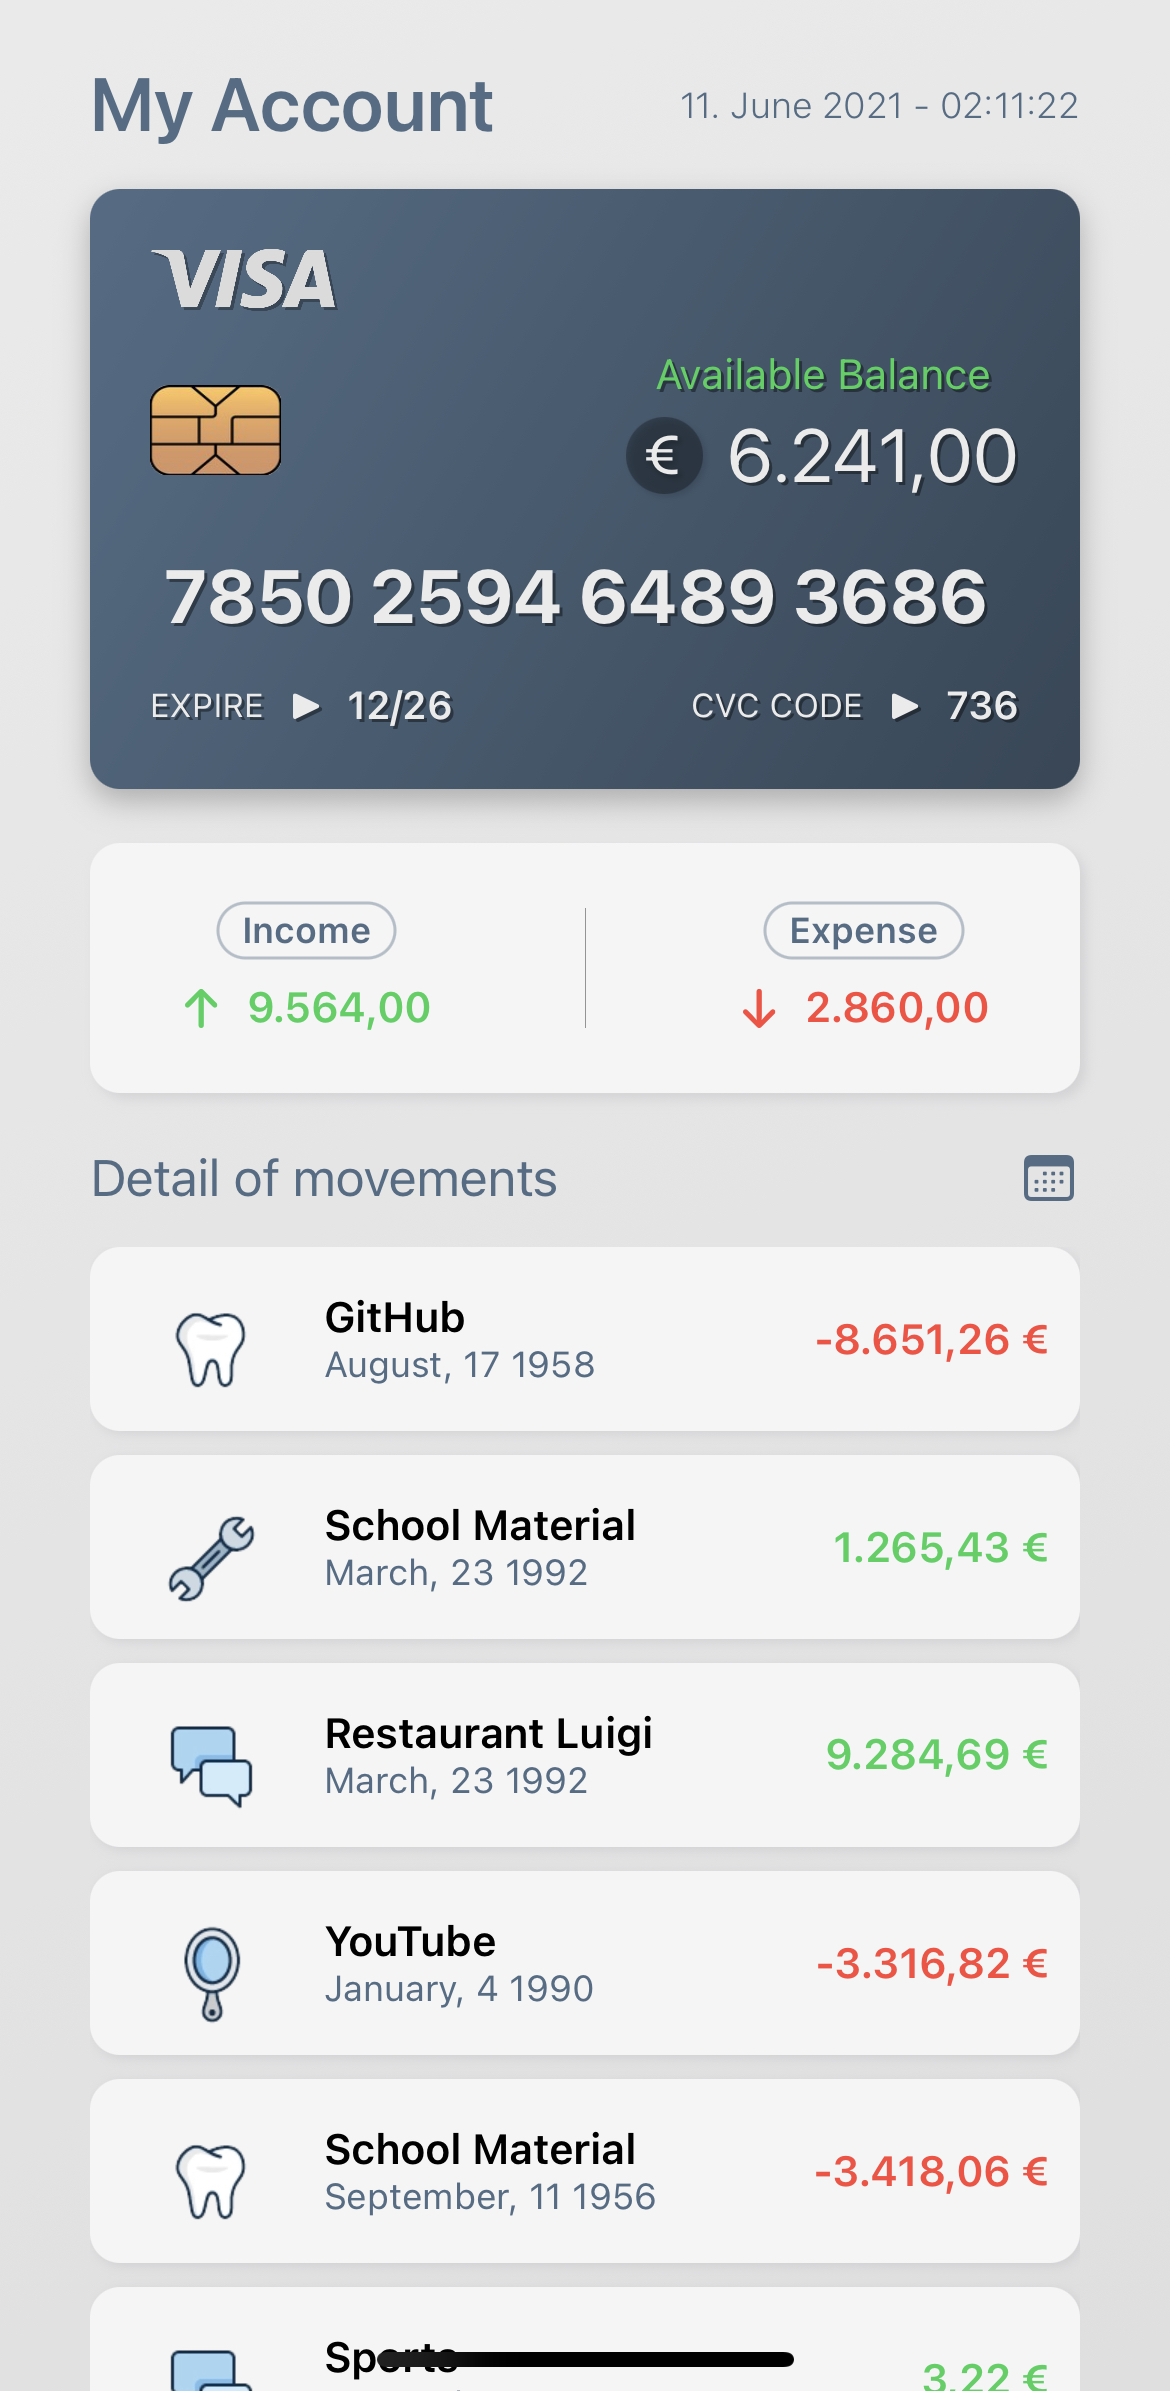 My Account
11. June 2021 - 02:11:22
VISA
Available Balance
€ 6.241,00
7850 2594 6489 3686
EXPIRE ▶ 12/26
CVC CODE ▶ 736
Income
↑ 9.564,00
Expense
↓ 2.860,00
Detail of movements
GitHub
August, 17 1958
-8.651,26 €
School Material
March, 23 1992
1.265,43 €
Restaurant Luigi
March, 23 1992
9.284,69 €
YouTube
January, 4 1990
-3.316,82 €
School Material
September, 11 1956
-3.418,06 €
Sports
3,22 €